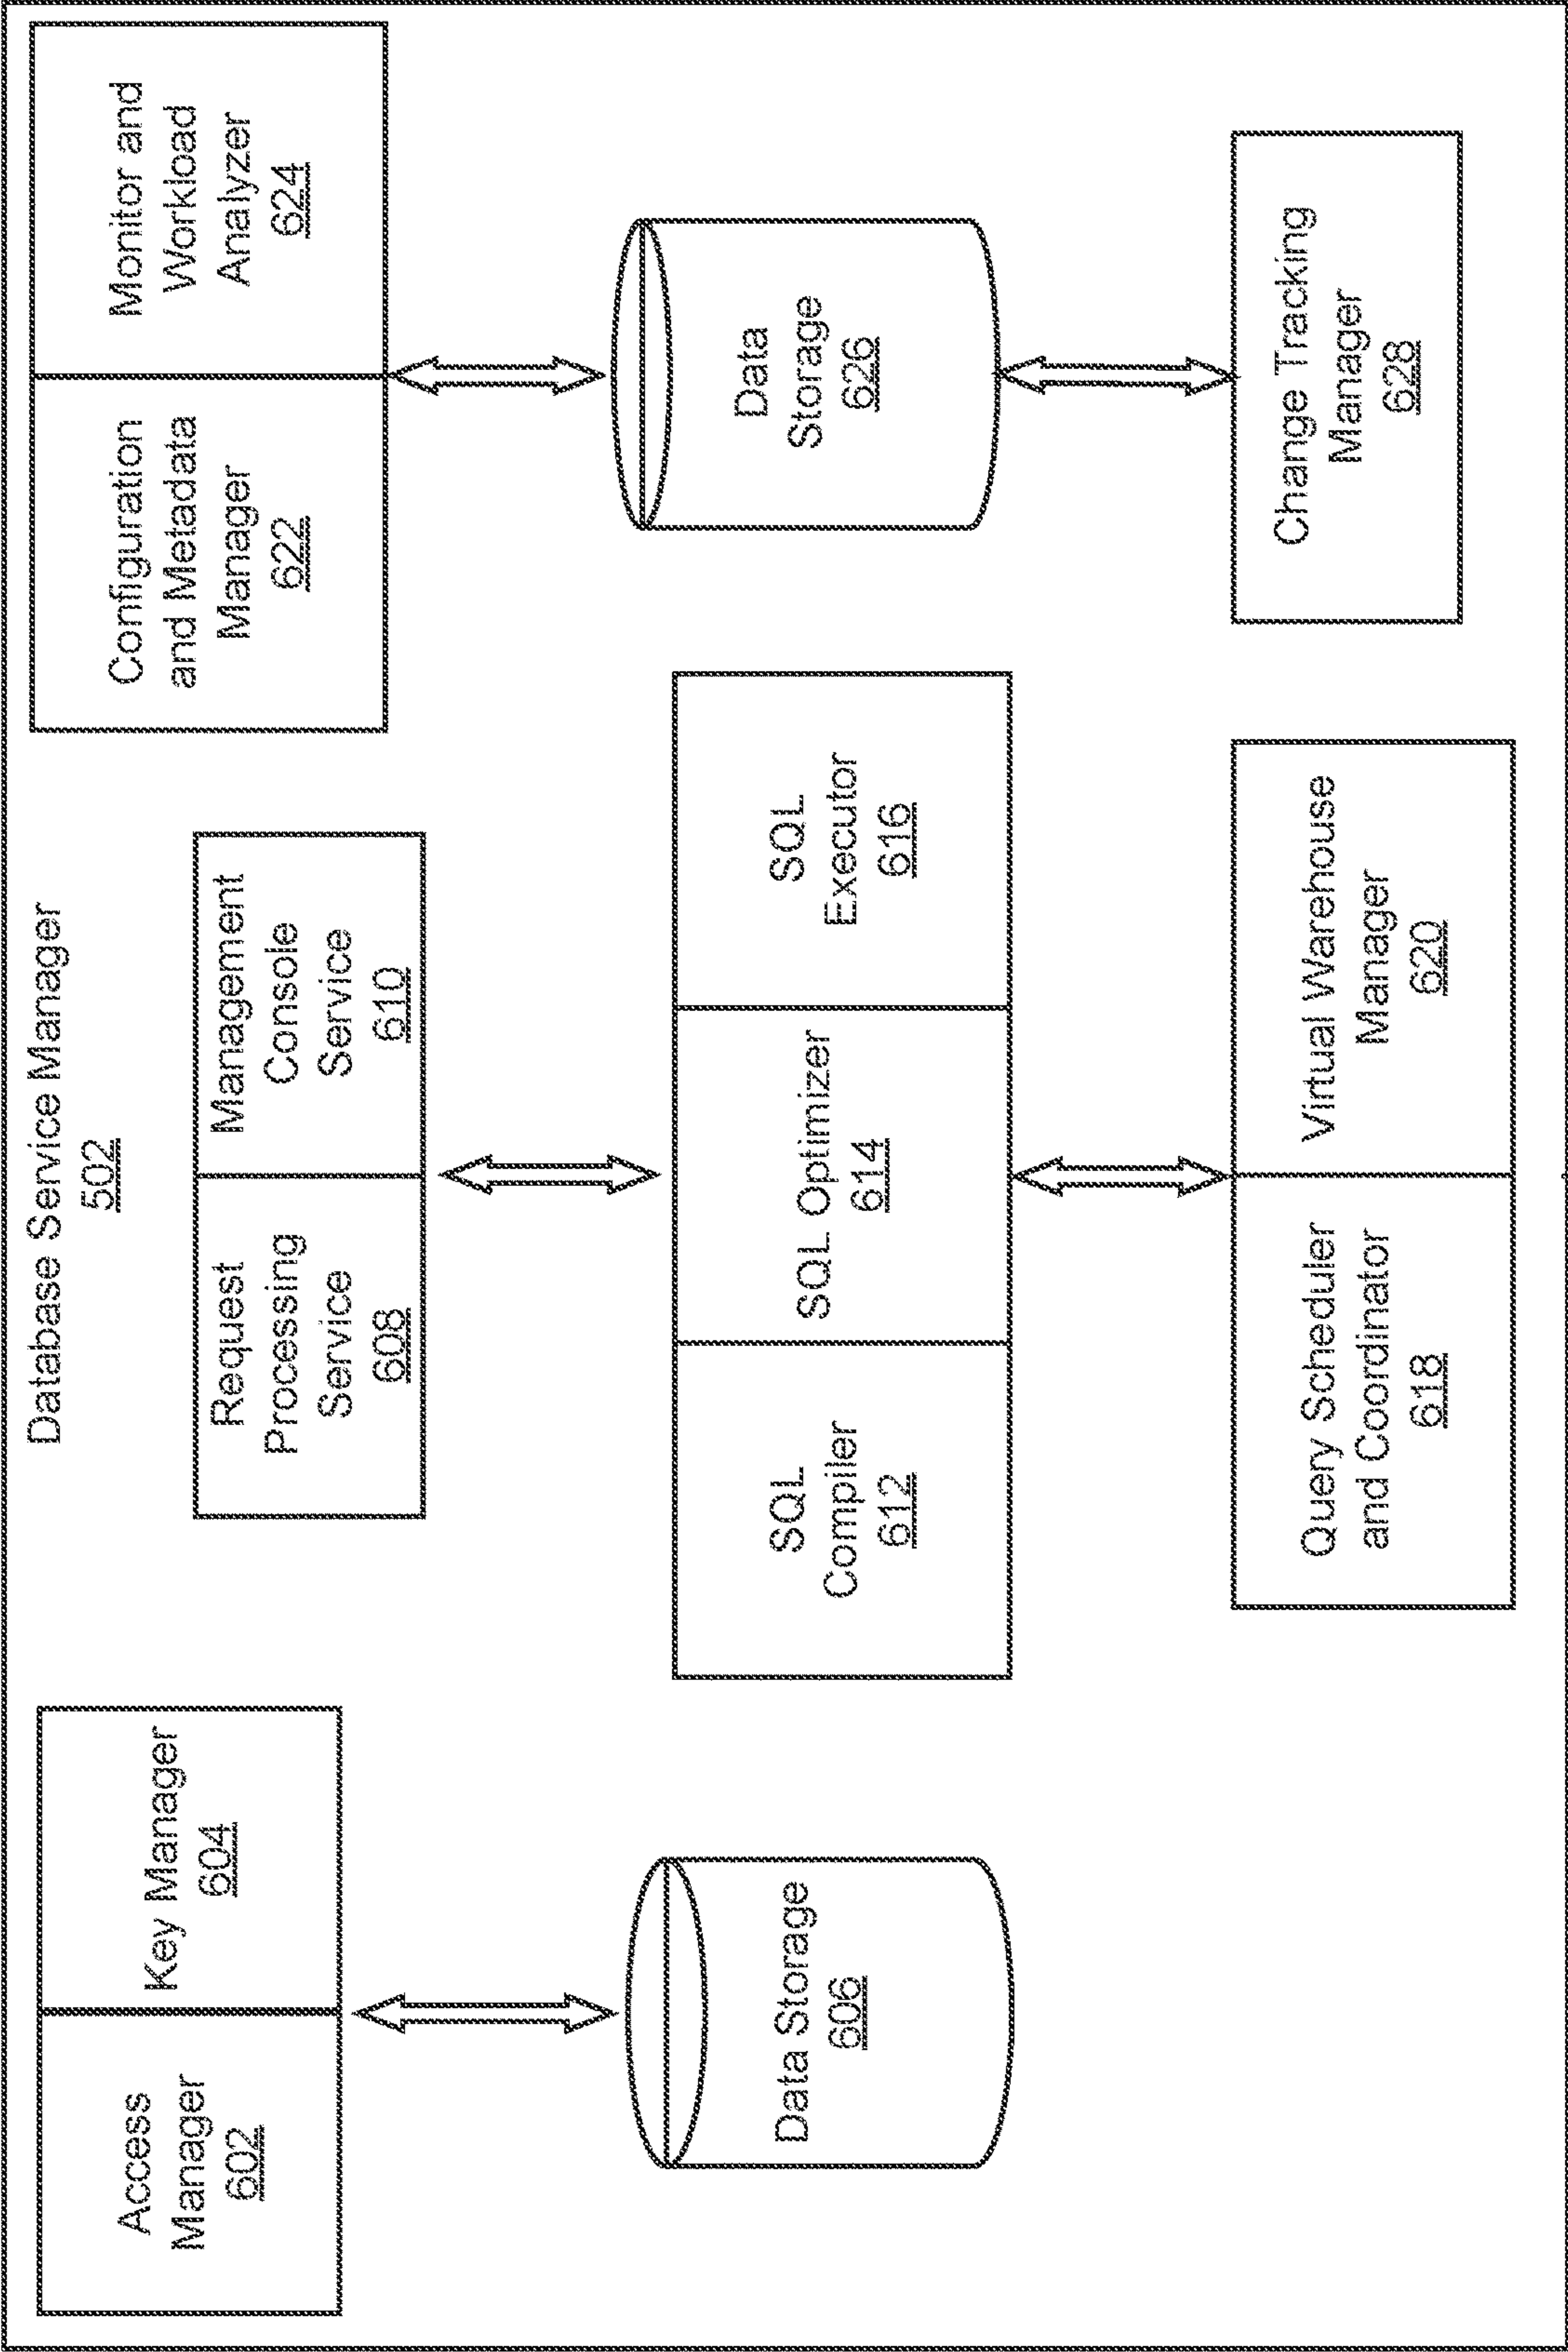 Database Service Manager
502
Access
Manager
602
Key Manager
604
Data Storage
606
Request
Processing
Service
608
Management
Console
Service
610
SQL
Compiler
612
SQL Optimizer
614
SQL
Executor
616
Query Scheduler
and Coordinator
618
Virtual Warehouse
Manager
620
Configuration
and Metadata
Manager
622
Monitor and
Workload
Analyzer
624
Data
Storage
626
Change Tracking
Manager
628